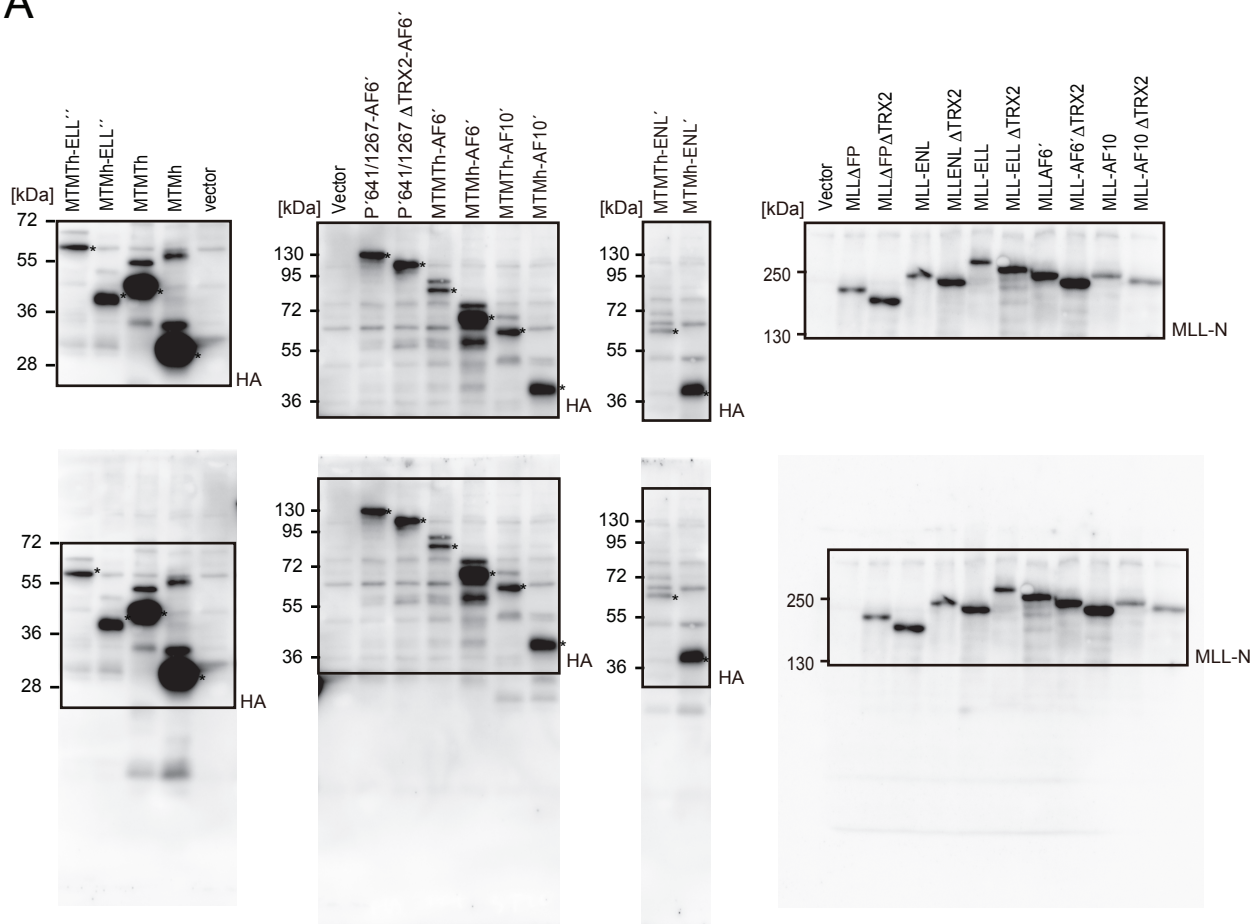 A
[kDa]
MTMTh-ELL´´
MTMh-ELL´´
MTMTh
MTMh
vector
72
55
36
28
HA
[kDa]
Vector
P´641/1267-AF6´
P´641/1267 ΔTRX2-AF6´
MTMTh-AF6´
MTMh-AF6´
MTMTh-AF10´
MTMh-AF10´
130
95
72
55
36
HA
[kDa]
MTMTh-ENL´
MTMh-ENL´
130
95
72
55
36
HA
[kDa]
Vector
MLLΔFP
MLLΔFPΔTRX2
MLL-ENL
MLLENL ΔTRX2
MLL-ELL
MLL-ELL ΔTRX2
MLLAF6´
MLL-AF6´ΔTRX2
MLL-AF10
MLL-AF10 ΔTRX2
250
130
MLL-N
72
55
36
28
HA
130
95
72
55
36
HA
130
95
72
55
36
HA
250
130
MLL-N